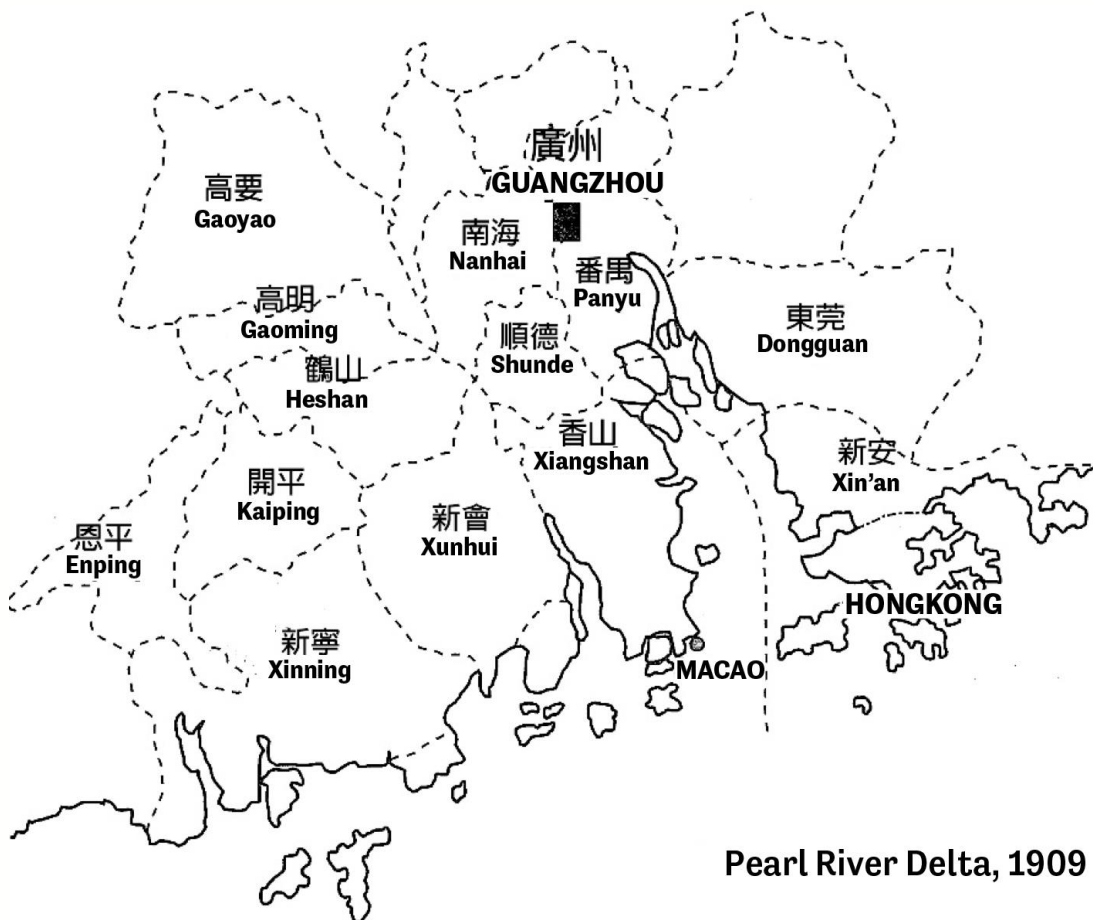 廣州
GUANGZHOU
高要
Gaoyao
南海
Nanhai
番禺
Panyu
高明
Gaoming
順德
Shunde
東莞
Dongguan
鶴山
Heshan
香山
Xiangshan
新安
Xin'an
開平
Kaiping
新會
Xunhui
恩平
Enping
HONGKONG
新寧
Xinning
MACAO
Pearl River Delta, 1909